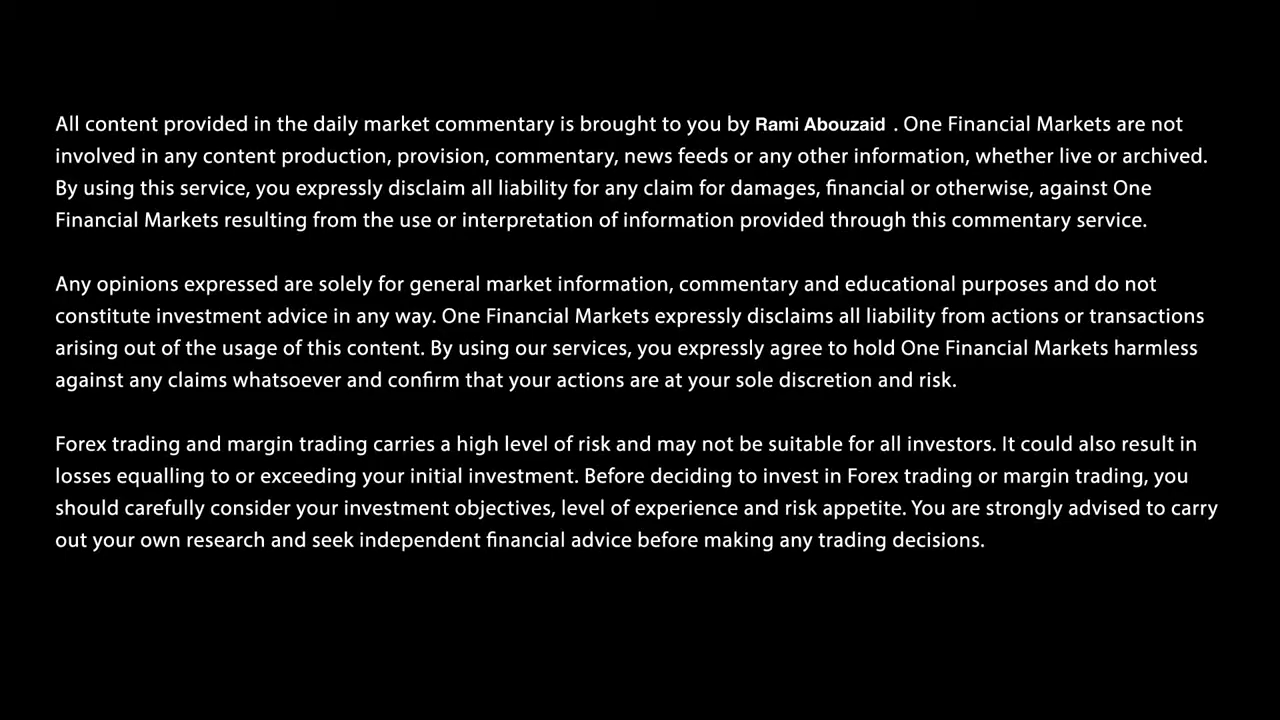 All content provided in the daily market commentary is brought to you by Rami Abouzaid . One Financial Markets are not
involved in any content production, provision, commentary, news feeds or any other information, whether live or archived.
By using this service, you expressly disclaim all liability for any claim for damages, financial or otherwise, against One
Financial Markets resulting from the use or interpretation of information provided through this commentary service.
Any opinions expressed are solely for general market information, commentary and educational purposes and do not
constitute investment advice in any way. One Financial Markets expressly disclaims all liability from actions or transactions
arising out of the usage of this content. By using our services, you expressly agree to hold One Financial Markets harmless
against any claims whatsoever and confirm that your actions are at your sole discretion and risk.
Forex trading and margin trading carries a high level of risk and may not be suitable for all investors. It could also result in
losses equalling to or exceeding your initial investment. Before deciding to invest in Forex trading or margin trading, you
should carefully consider your investment objectives, level of experience and risk appetite. You are strongly advised to carry
out your own research and seek independent financial advice before making any trading decisions.